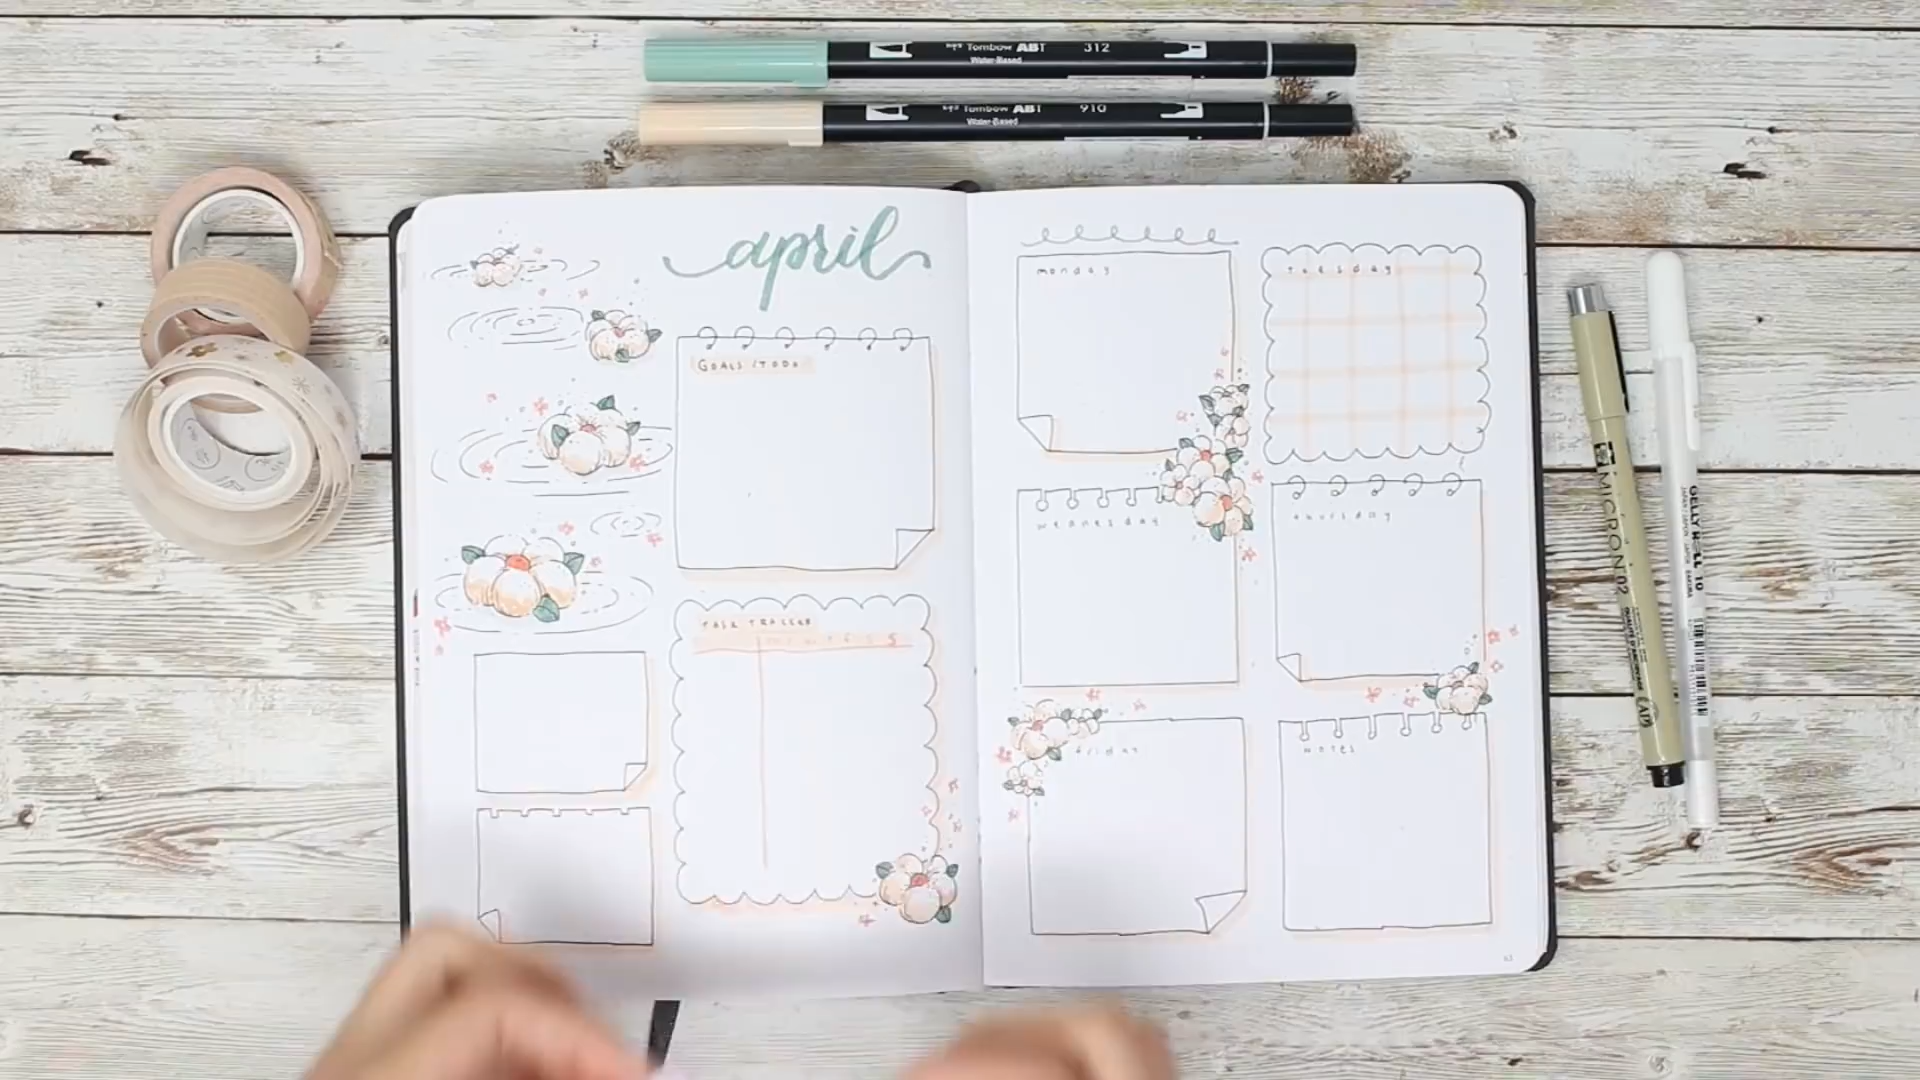 Tombow ABT 312
Water-Based
Tombow ABT 910
Water-Based
april
GOALS / TODO
TASK TRACKER
monday
tuesday
wednesday
thursday
friday
notes
MICRON 02
GELLY ROLL 10